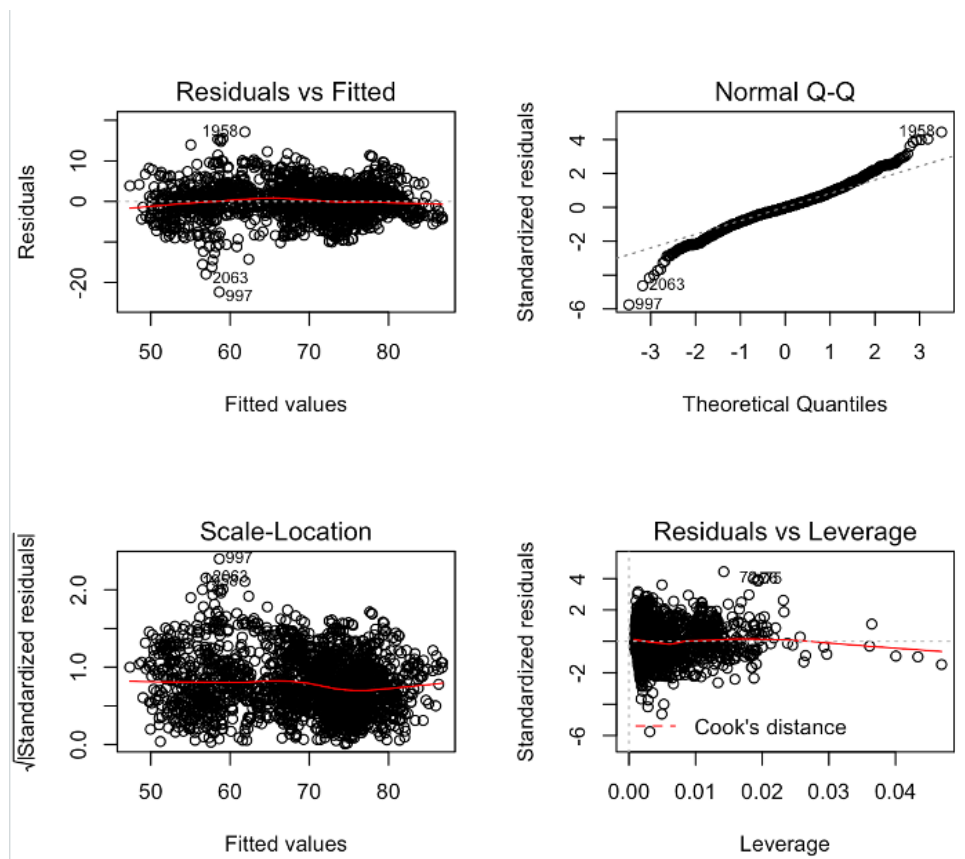 Residuals vs Fitted
Residuals
10
0
-20
1958
2063
997
50 60 70 80
Fitted values
Normal Q-Q
Standardized residuals
4
2
0
-2
-6
1958
2063
997
-3 -2 -1 0 1 2 3
Theoretical Quantiles
Scale-Location
√|Standardized residuals|
2.0
1.0
0.0
997
2063
50 60 70 80
Fitted values
Residuals vs Leverage
Standardized residuals
4
2
0
-2
-6
Cook's distance
0.00 0.01 0.02 0.03 0.04
Leverage